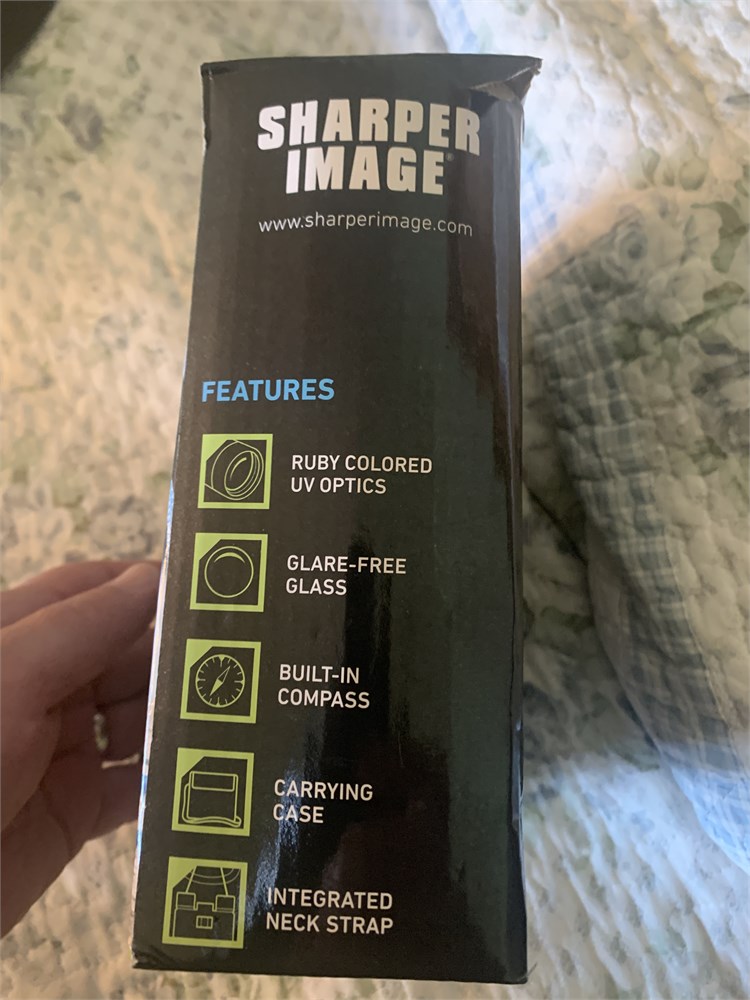 SHARPER
IMAGE
www.sharperimage.com
FEATURES
RUBY COLORED
UV OPTICS
GLARE-FREE
GLASS
BUILT-IN
COMPASS
CARRYING
CASE
INTEGRATED
NECK STRAP